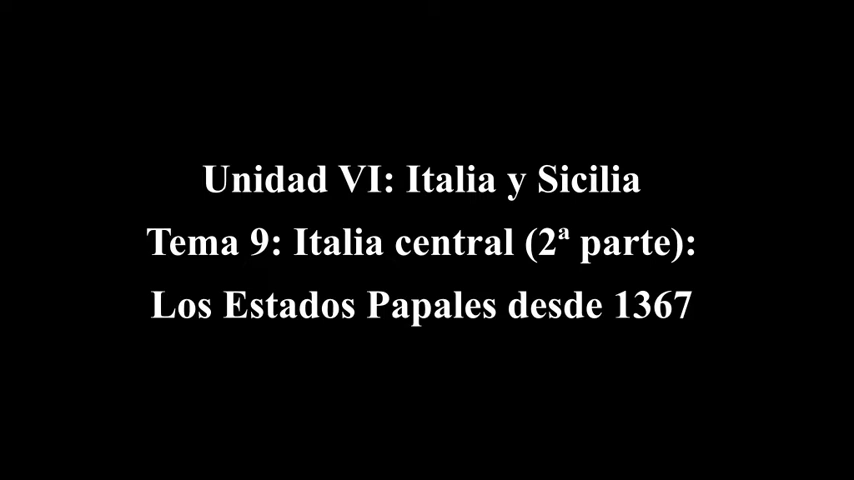 Unidad VI: Italia y Sicilia
Tema 9: Italia central (2ª parte):
Los Estados Papales desde 1367